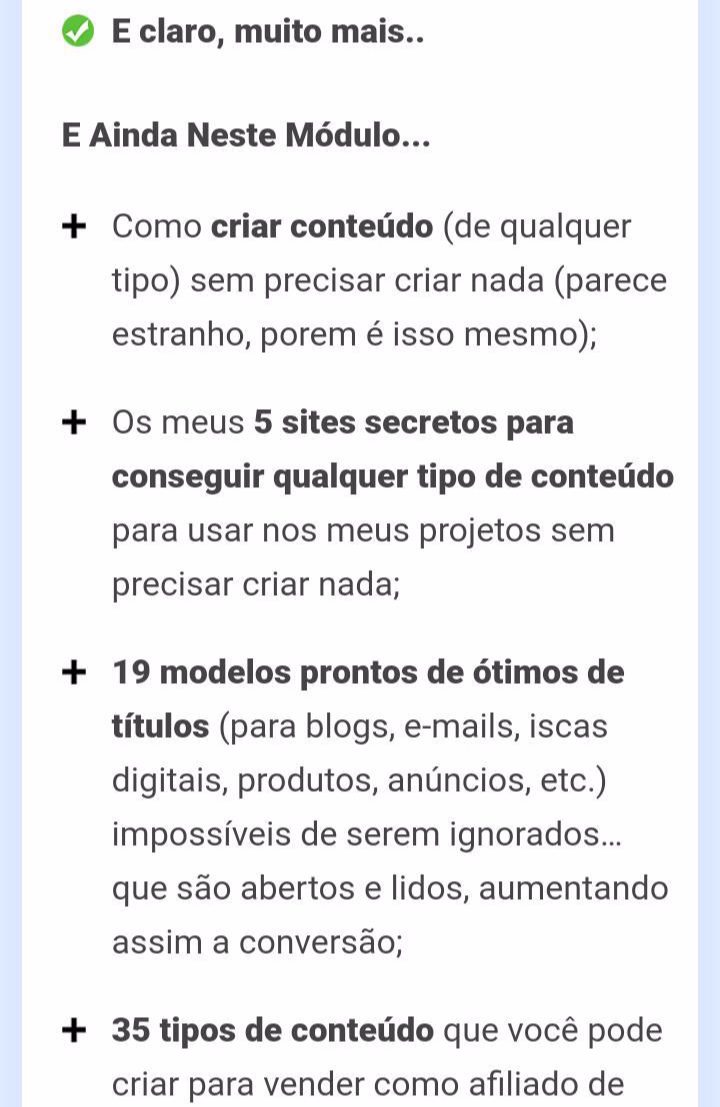 E claro, muito mais..
E Ainda Neste Módulo...
+ Como criar conteúdo (de qualquer
tipo) sem precisar criar nada (parece
estranho, porem é isso mesmo);
+ Os meus 5 sites secretos para
conseguir qualquer tipo de conteúdo
para usar nos meus projetos sem
precisar criar nada;
+ 19 modelos prontos de ótimos de
títulos (para blogs, e-mails, iscas
digitais, produtos, anúncios, etc.)
impossíveis de serem ignorados...
que são abertos e lidos, aumentando
assim a conversão;
+ 35 tipos de conteúdo que você pode
criar para vender como afiliado de